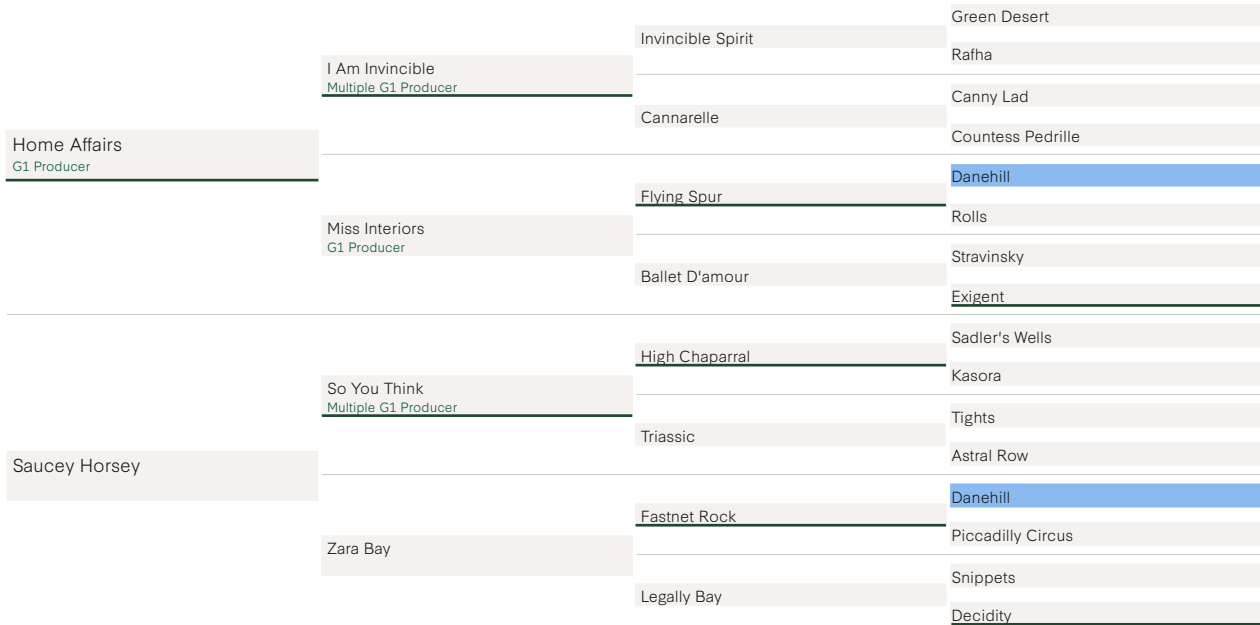 Home Affairs
G1 Producer
Saucey Horsey
I Am Invincible
Multiple G1 Producer
Miss Interiors
G1 Producer
So You Think
Multiple G1 Producer
Zara Bay
Invincible Spirit
Cannarelle
Flying Spur
Ballet D'amour
High Chaparral
Triassic
Fastnet Rock
Legally Bay
Green Desert
Rafha
Canny Lad
Countess Pedrille
Danehill
Rolls
Stravinsky
Exigent
Sadler's Wells
Kasora
Tights
Astral Row
Danehill
Piccadilly Circus
Snippets
Decidity